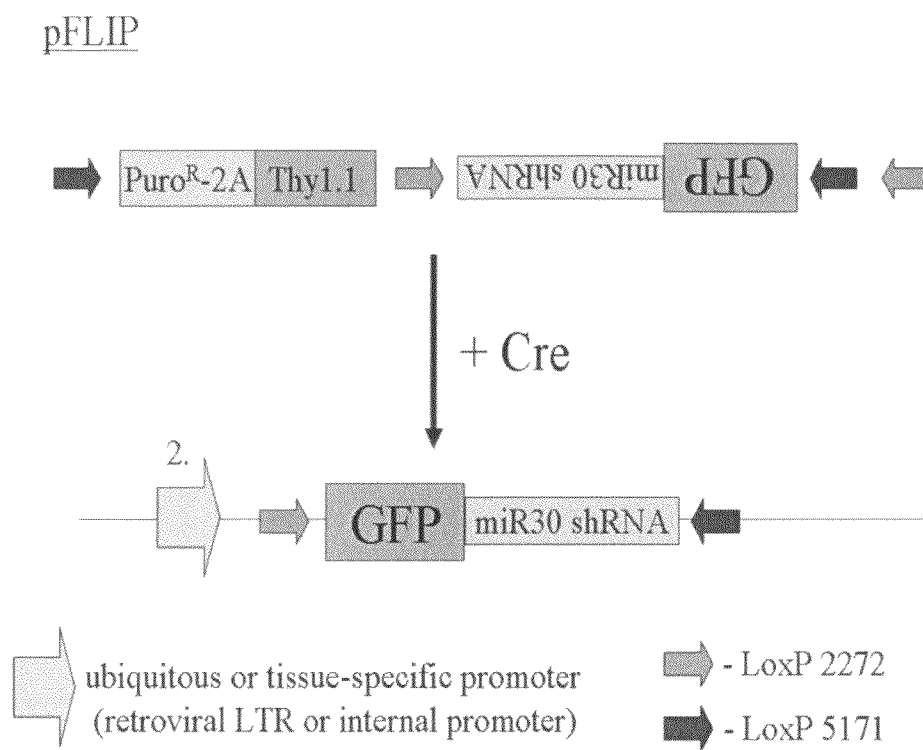 pFLIP
Puroᴿ-2A Thy1.1 miR30 shRNA GFP
+ Cre
2.
GFP miR30 shRNA
ubiquitous or tissue-specific promoter
(retroviral LTR or internal promoter)
- LoxP 2272
- LoxP 5171